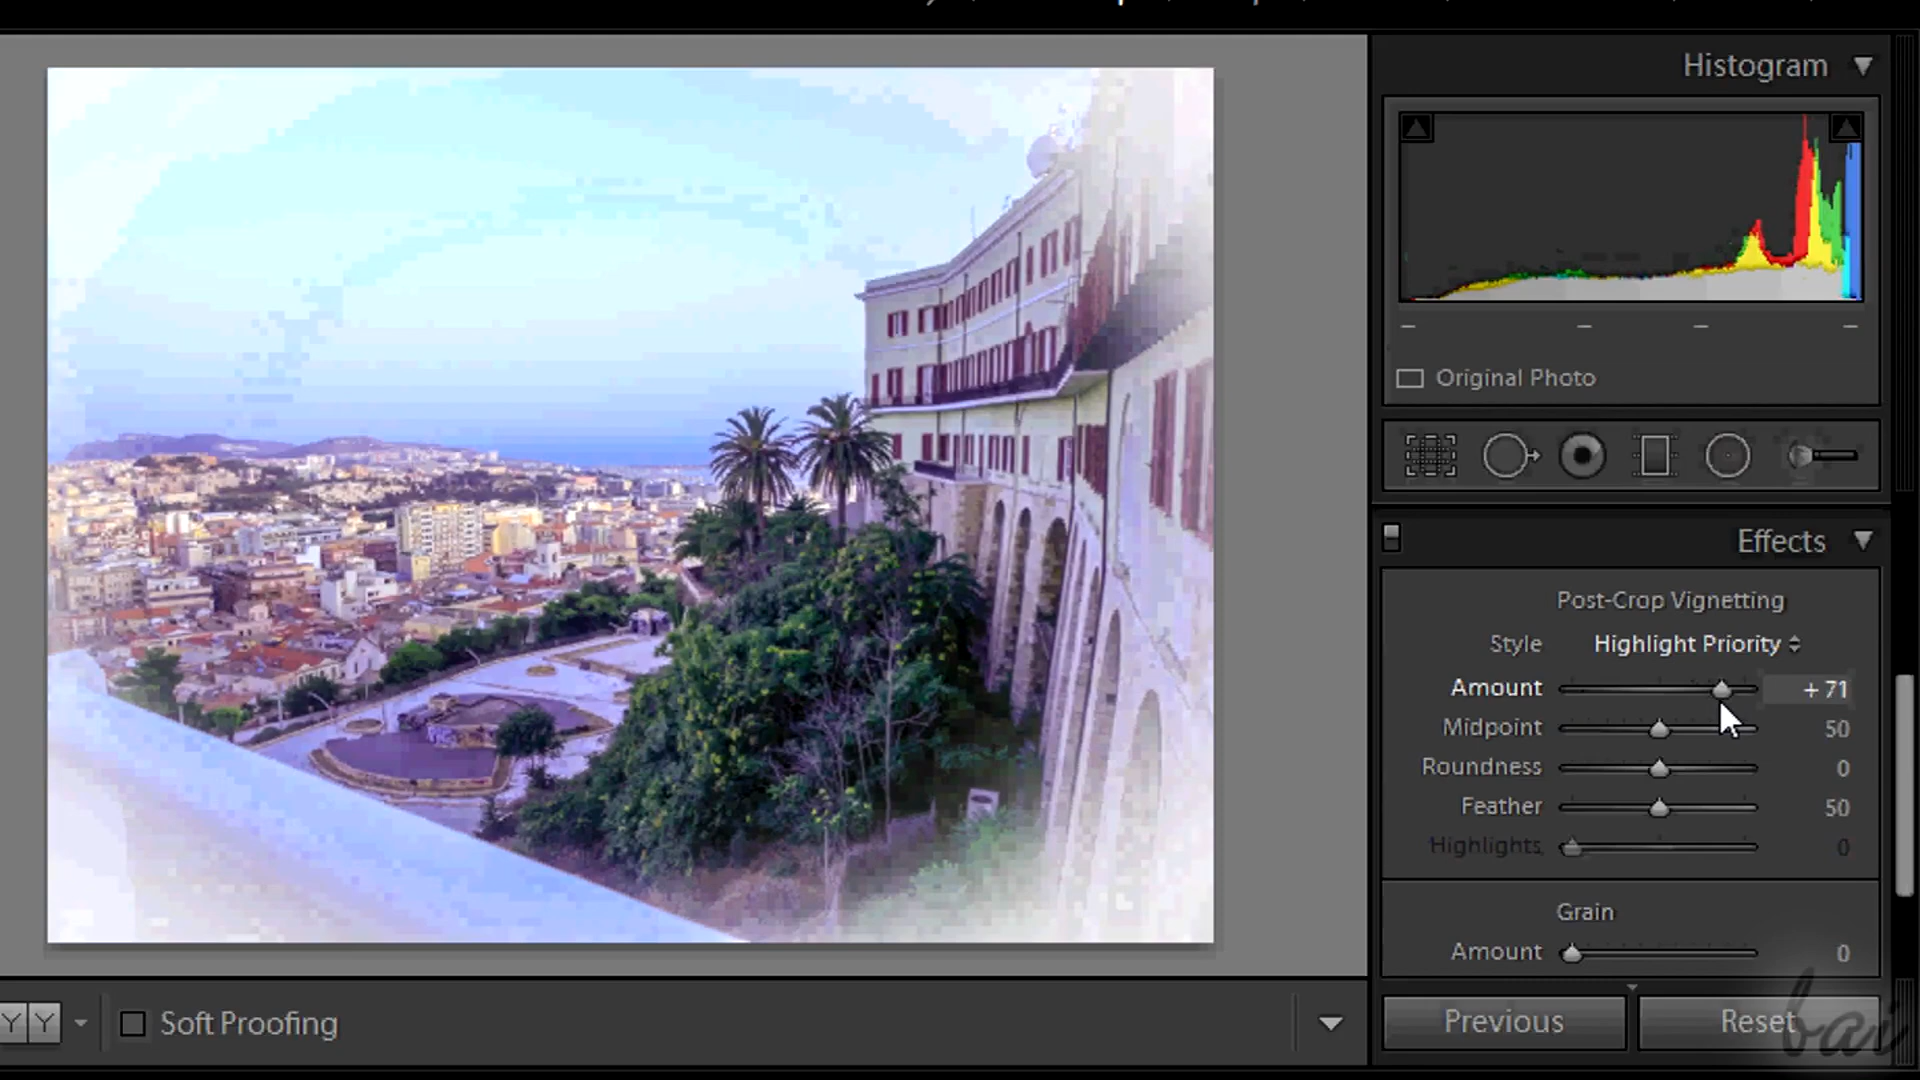 Histogram
Original Photo
Effects
Post-Crop Vignetting
Style Highlight Priority
Amount + 71
Midpoint 50
Roundness 0
Feather 50
Highlights 0
Grain
Amount 0
Y Y
Soft Proofing
Previous
Reset
bai